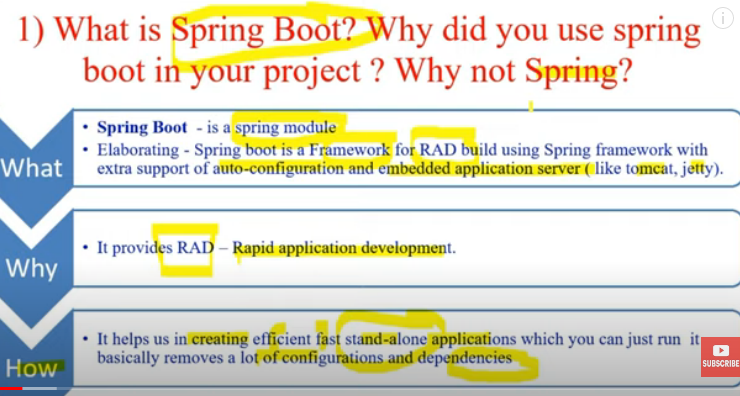 1) What is Spring Boot? Why did you use spring
boot in your project ? Why not Spring?
What
• Spring Boot - is a spring module
• Elaborating - Spring boot is a Framework for RAD build using Spring framework with
extra support of auto-configuration and embedded application server ( like tomcat, jetty).
Why
• It provides RAD – Rapid application development.
How
• It helps us in creating efficient fast stand-alone applications which you can just run it
basically removes a lot of configurations and dependencies
SUBSCRIBE